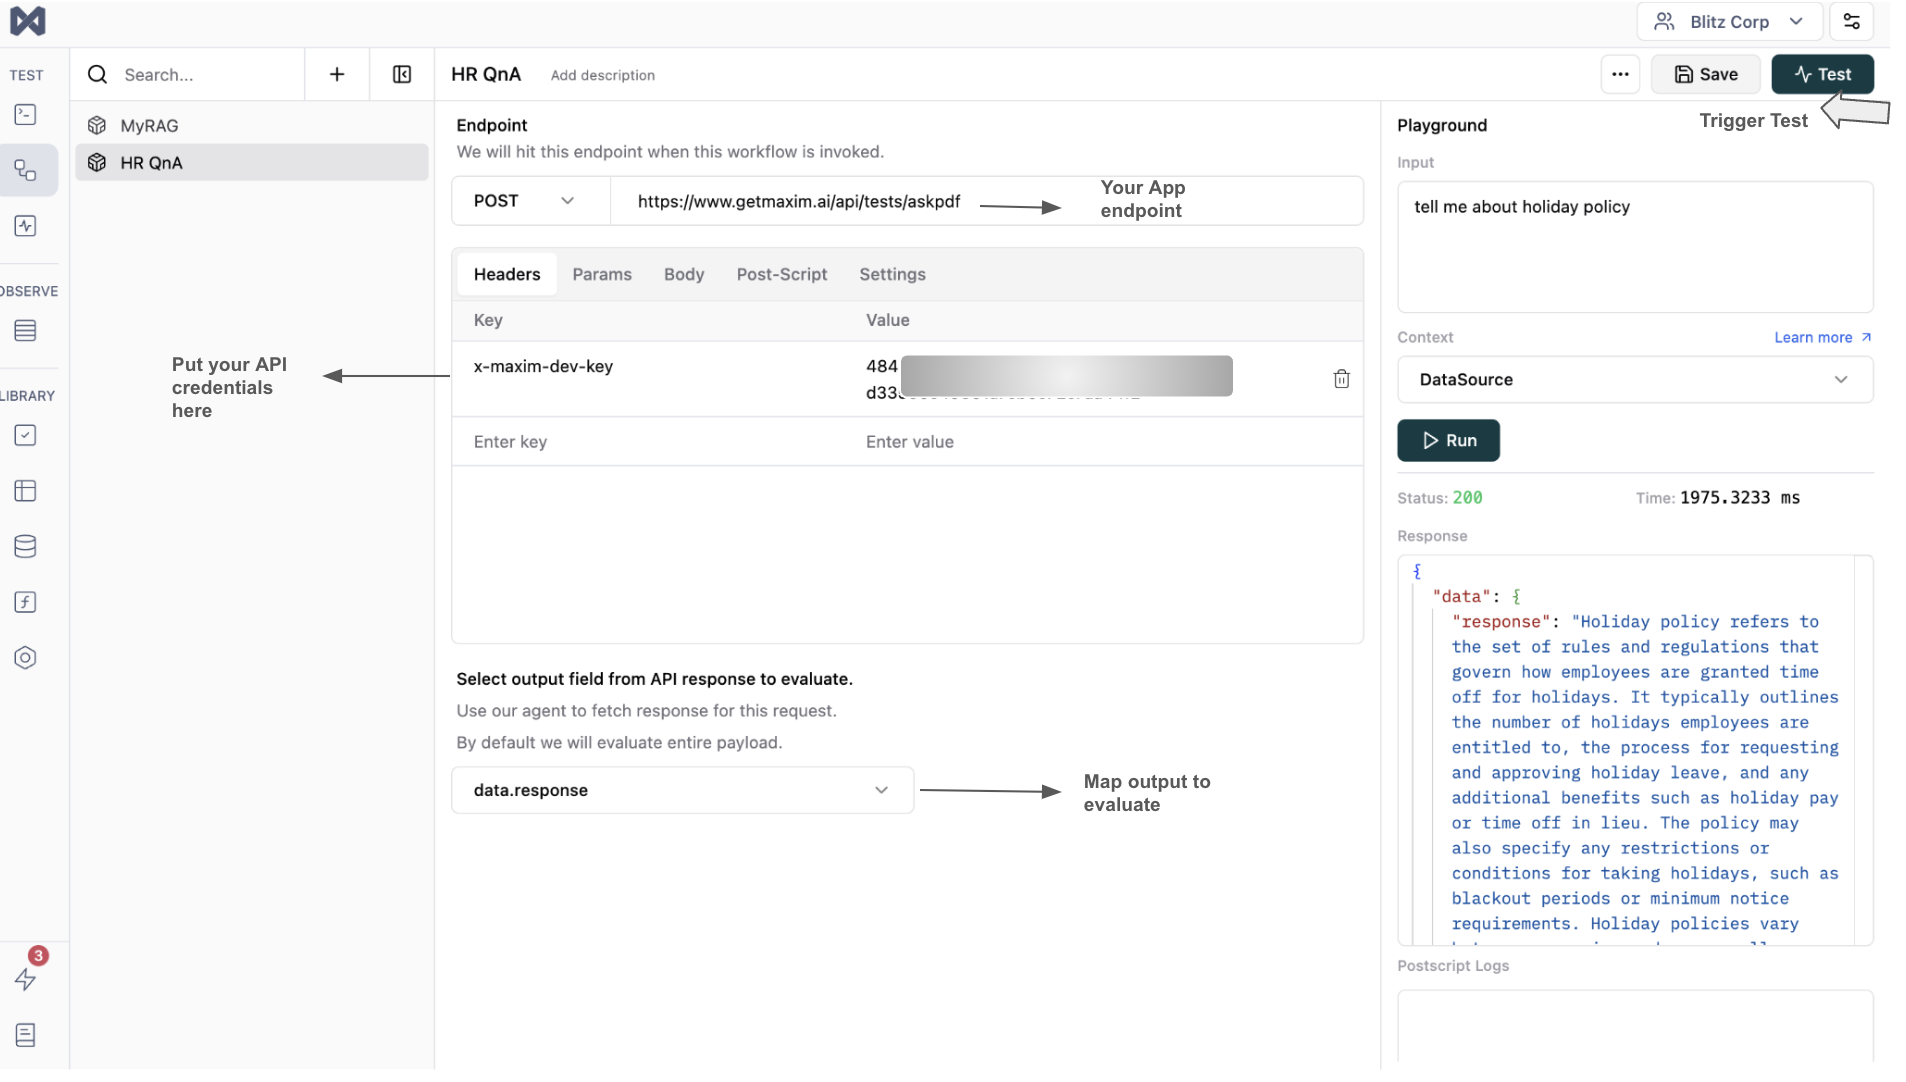 Blitz Corp
TEST
Search...
HR QnA
Add description
Save
Test
Trigger Test
MyRAG
HR QnA
OBSERVE
LIBRARY
3
Put your API
credentials
here
Endpoint
We will hit this endpoint when this workflow is invoked.
POST
https://www.getmaxim.ai/api/tests/askpdf
Your App
endpoint
Headers
Params
Body
Post-Script
Settings
Key
Value
x-maxim-dev-key
484
Enter key
Enter value
Select output field from API response to evaluate.
Use our agent to fetch response for this request.
By default we will evaluate entire payload.
data.response
Map output to
evaluate
Playground
Input
tell me about holiday policy
Context
Learn more
DataSource
Run
Status: 200
Time: 1975.3233 ms
Response
{
"data": {
"response": "Holiday policy refers to
the set of rules and regulations that
govern how employees are granted time
off for holidays. It typically outlines
the number of holidays employees are
entitled to, the process for requesting
and approving holiday leave, and any
additional benefits such as holiday pay
or time off in lieu. The policy may
also specify any restrictions or
conditions for taking holidays, such as
blackout periods or minimum notice
requirements. Holiday policies vary
Postscript Logs